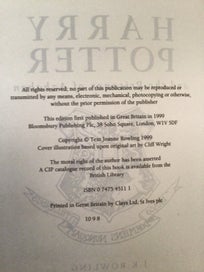 HARRY
POTTER
All rights reserved; no part of this publication may be reproduced or
transmitted by any means, electronic, mechanical, photocopying or otherwise,
without the prior permission of the publisher
This edition first published in Great Britain in 1999
Bloomsbury Publishing Plc, 38 Soho Square, London, W1V 5DF
Copyright © Text Joanne Rowling 1999
Cover illustration based upon original art by Cliff Wright
The moral right of the author has been asserted
A CIP catalogue record of this book is available from the
British Library
ISBN 0 7475 4511 1
Printed in Great Britain by Clays Ltd, St Ives plc
10 9 8
J.K.ROWLING